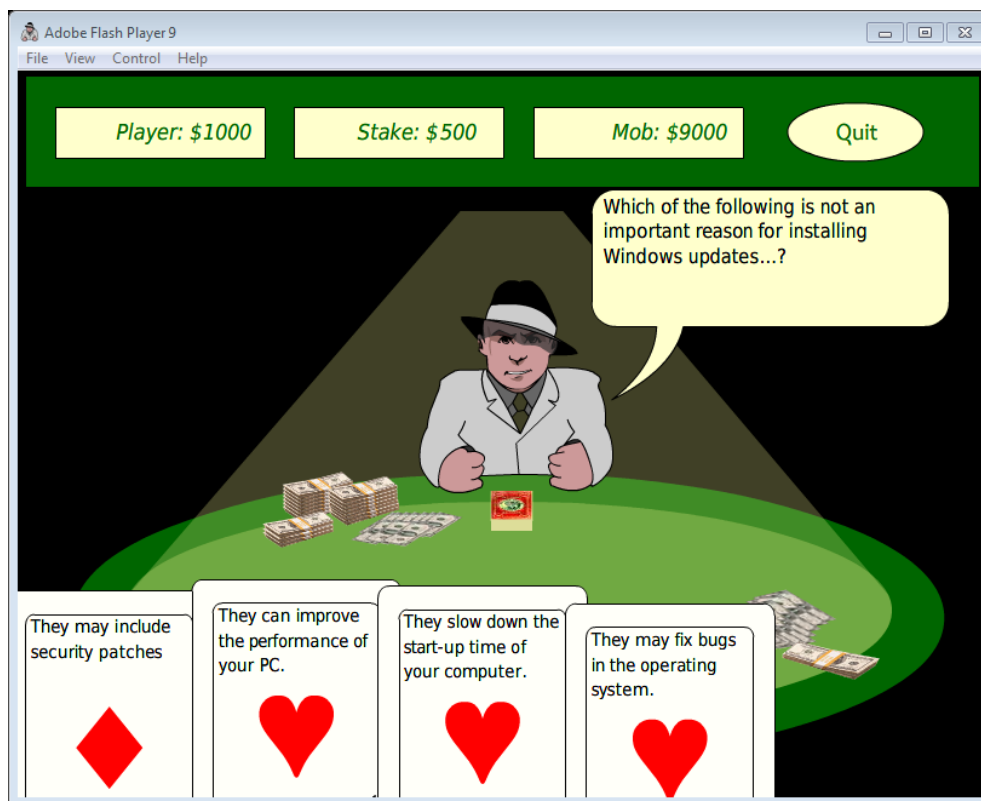 Adobe Flash Player 9
File View Control Help
Player: $1000
Stake: $500
Mob: $9000
Quit
Which of the following is not an
important reason for installing
Windows updates...?
They may include
security patches
They can improve
the performance of
your PC.
They slow down the
start-up time of
your computer.
They may fix bugs
in the operating
system.